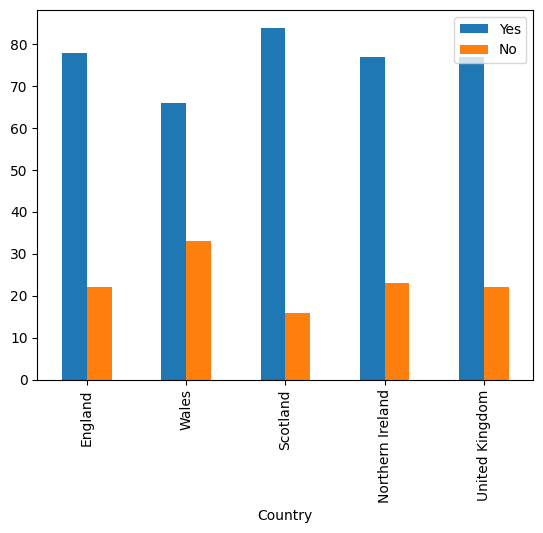 Yes
No
80
70
60
50
40
30
20
10
0
England
Wales
Scotland
Northern Ireland
United Kingdom
Country